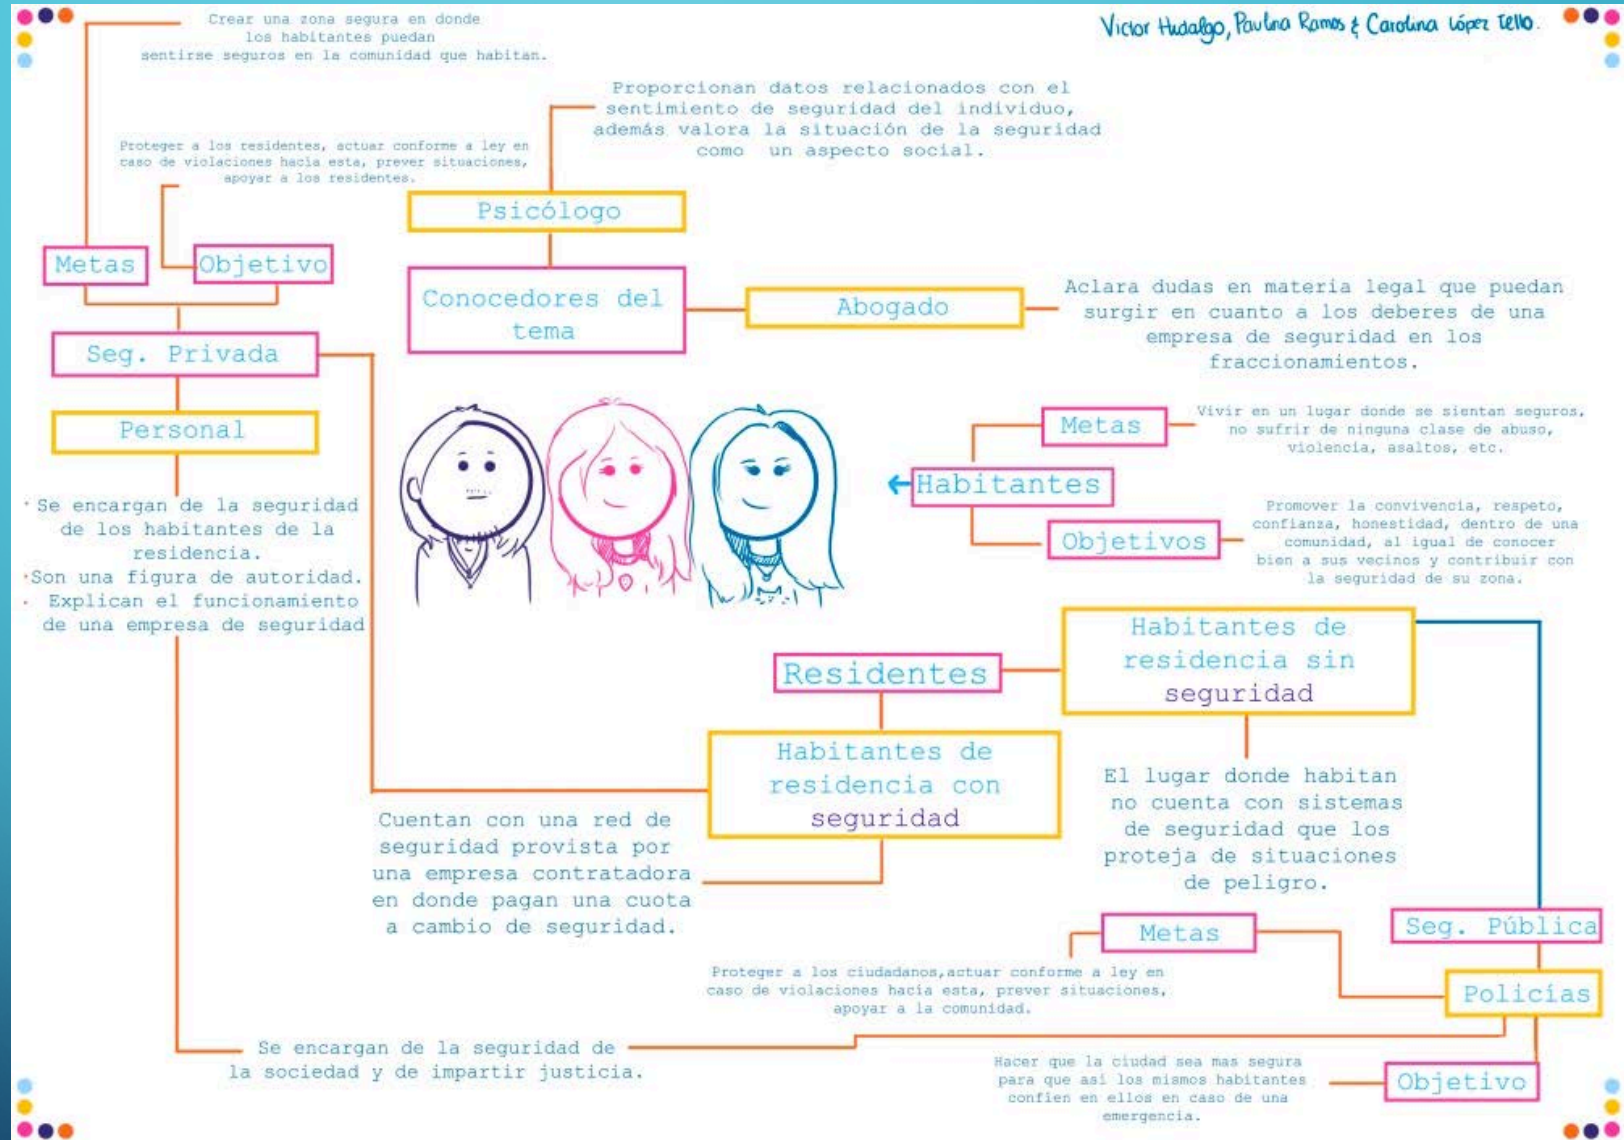 Crear una zona segura en donde
los habitantes puedan
sentirse seguros en la comunidad que habitan.
Victor Hudalgo, Paulina Ramos & Carolina López Tello.
Proporcionan datos relacionados con el
sentimiento de seguridad del individuo,
además valora la situación de la seguridad
como un aspecto social.
Proteger a los residentes, actuar conforme a ley en
caso de violaciones hacia esta, prever situaciones,
apoyar a los residentes.
Psicólogo
Metas
Objetivo
Conocedores del
tema
Abogado
Aclara dudas en materia legal que puedan
surgir en cuanto a los deberes de una
empresa de seguridad en los
fraccionamientos.
Seg. Privada
Personal
· Se encargan de la seguridad
de los habitantes de la
residencia.
·Son una figura de autoridad.
· Explican el funcionamiento
de una empresa de seguridad
Metas
Vivir en un lugar donde se sientan seguros,
no sufrir de ninguna clase de abuso,
violencia, asaltos, etc.
←Habitantes
Objetivos
Promover la convivencia, respeto,
confianza, honestidad, dentro de una
comunidad, al igual de conocer
bien a sus vecinos y contribuir con
la seguridad de su zona.
Residentes
Habitantes de
residencia sin
seguridad
Habitantes de
residencia con
seguridad
El lugar donde habitan
no cuenta con sistemas
de seguridad que los
proteja de situaciones
de peligro.
Cuentan con una red de
seguridad provista por
una empresa contratadora
en donde pagan una cuota
a cambio de seguridad.
Metas
Seg. Pública
Proteger a los ciudadanos,actuar conforme a ley en
caso de violaciones hacia esta, prever situaciones,
apoyar a la comunidad.
Policías
Se encargan de la seguridad de
la sociedad y de impartir justicia.
Hacer que la ciudad sea mas segura
para que así los mismos habitantes
confíen en ellos en caso de una
emergencia.
Objetivo